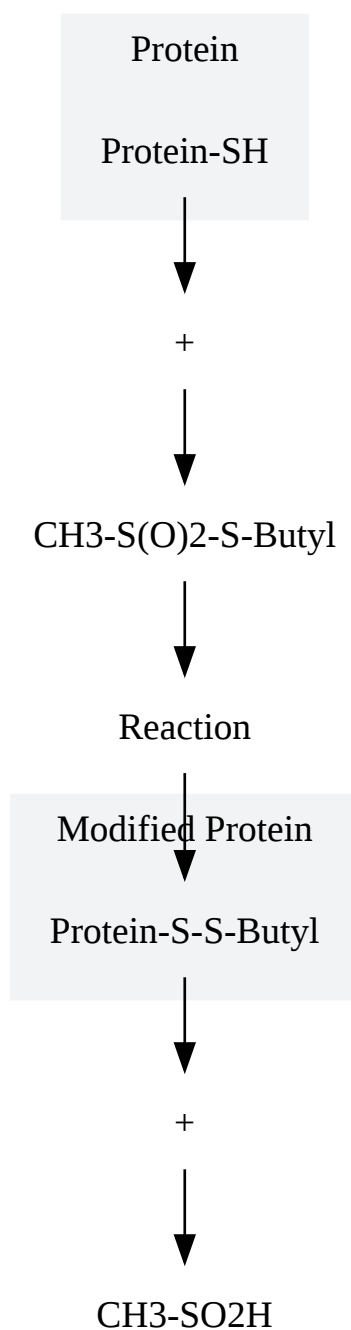 Protein
Protein-SH
+
CH3-S(O)2-S-Butyl
Reaction
Modified Protein
Protein-S-S-Butyl
+
CH3-SO2H